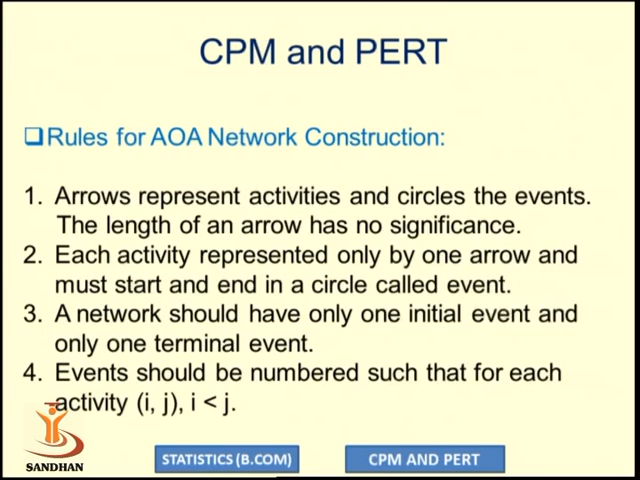 CPM and PERT
❑Rules for AOA Network Construction:
1. Arrows represent activities and circles the events.
The length of an arrow has no significance.
2. Each activity represented only by one arrow and
must start and end in a circle called event.
3. A network should have only one initial event and
only one terminal event.
4. Events should be numbered such that for each
activity (i, j), i < j.
SANDHAN
STATISTICS (B.COM)
CPM AND PERT